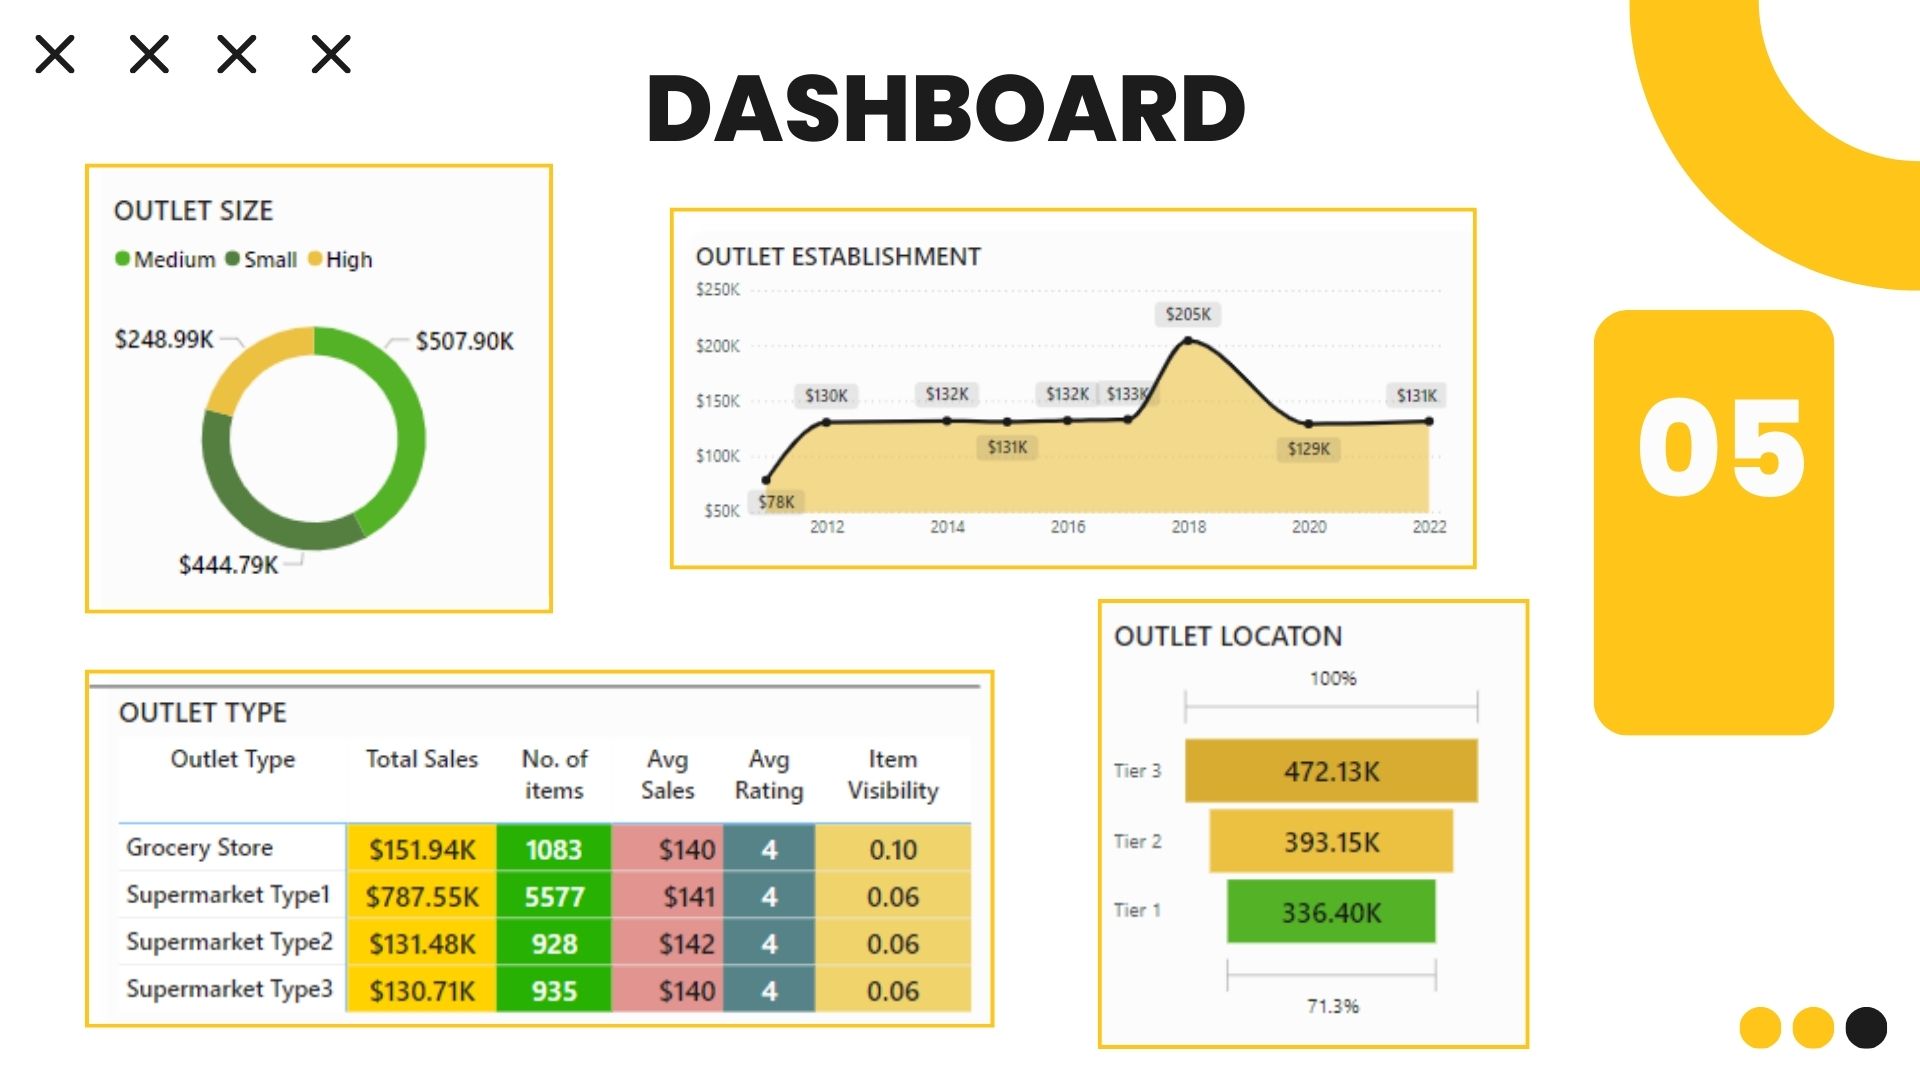 DASHBOARD
OUTLET SIZE
Medium Small High
$248.99K
$507.90K
$444.79K
OUTLET ESTABLISHMENT
$250K
$200K
$150K
$100K
$50K
$78K
$130K
$132K
$131K
$132K
$133K
$205K
$129K
$131K
2012 2014 2016 2018 2020 2022
05
OUTLET TYPE
Outlet Type Total Sales No. of items Avg Sales Avg Rating Item Visibility
Grocery Store $151.94K 1083 $140 4 0.10
Supermarket Type1 $787.55K 5577 $141 4 0.06
Supermarket Type2 $131.48K 928 $142 4 0.06
Supermarket Type3 $130.71K 935 $140 4 0.06
OUTLET LOCATON
100%
Tier 3 472.13K
Tier 2 393.15K
Tier 1 336.40K
71.3%